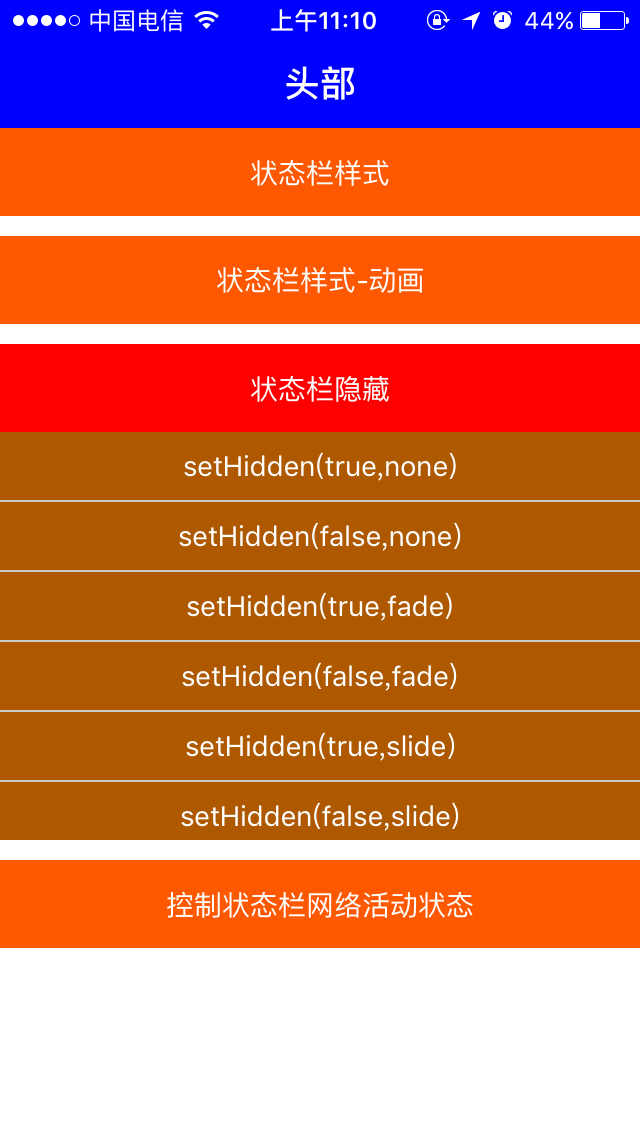 中国电信 上午11:10 44%
头部
状态栏样式
状态栏样式-动画
状态栏隐藏
setHidden(true,none)
setHidden(false,none)
setHidden(true,fade)
setHidden(false,fade)
setHidden(true,slide)
setHidden(false,slide)
控制状态栏网络活动状态